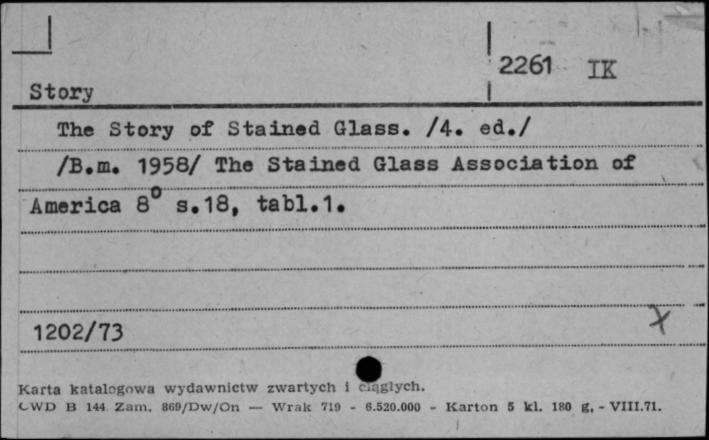 2261 IK
Story
The Story of Stained Glass. /4. ed./
/B.m. 1958/ The Stained Glass Association of
America 8° s.18, tabl.1.
1202/73
X
Karta katalogowa wydawnictw zwartych i ciągłych.
CWD B 144 Zam. 869/Dw/On — Wrak 719 - 6.520.000 - Karton 5 kl. 180 g. - VIII.71.